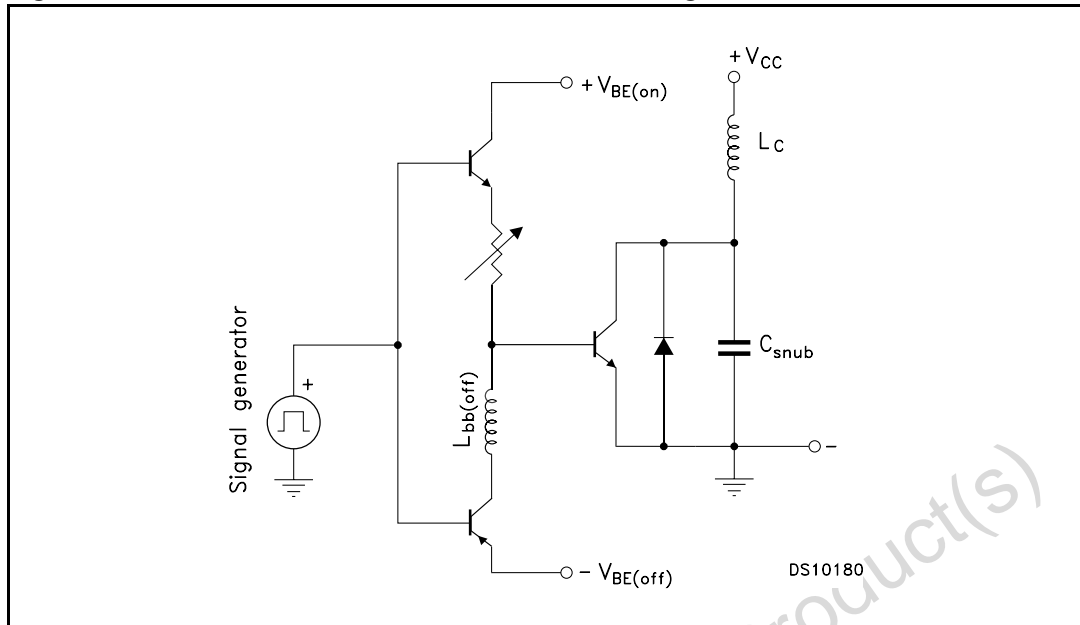 + V_CC
+ V_BE(on)
L_C
Signal generator
+
L_bb(off)
C_snub
-
- V_BE(off)
DS10180